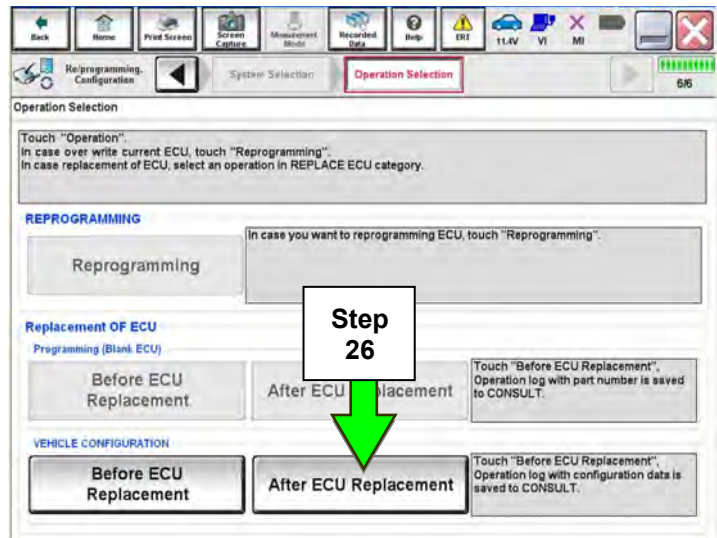 Back
Home
Print Screen
Screen
Capture
Measurement
Mode
Recorded
Data
Help
ERT
11.4V
VI
MI
Re/programming,
Configuration
System Selection
Operation Selection
6/6
Operation Selection
Touch "Operation".
In case over write current ECU, touch "Reprogramming".
In case replacement of ECU, select an operation in REPLACE ECU category.
REPROGRAMMING
Reprogramming
In case you want to reprogramming ECU, touch "Reprogramming".
Step
26
Replacement OF ECU
Programming (Blank ECU)
Before ECU
Replacement
After ECU placement
Touch "Before ECU Replacement",
Operation log with part number is saved
to CONSULT.
VEHICLE CONFIGURATION
Before ECU
Replacement
After ECU Replacement
Touch "Before ECU Replacement",
Operation log with configuration data is
saved to CONSULT.